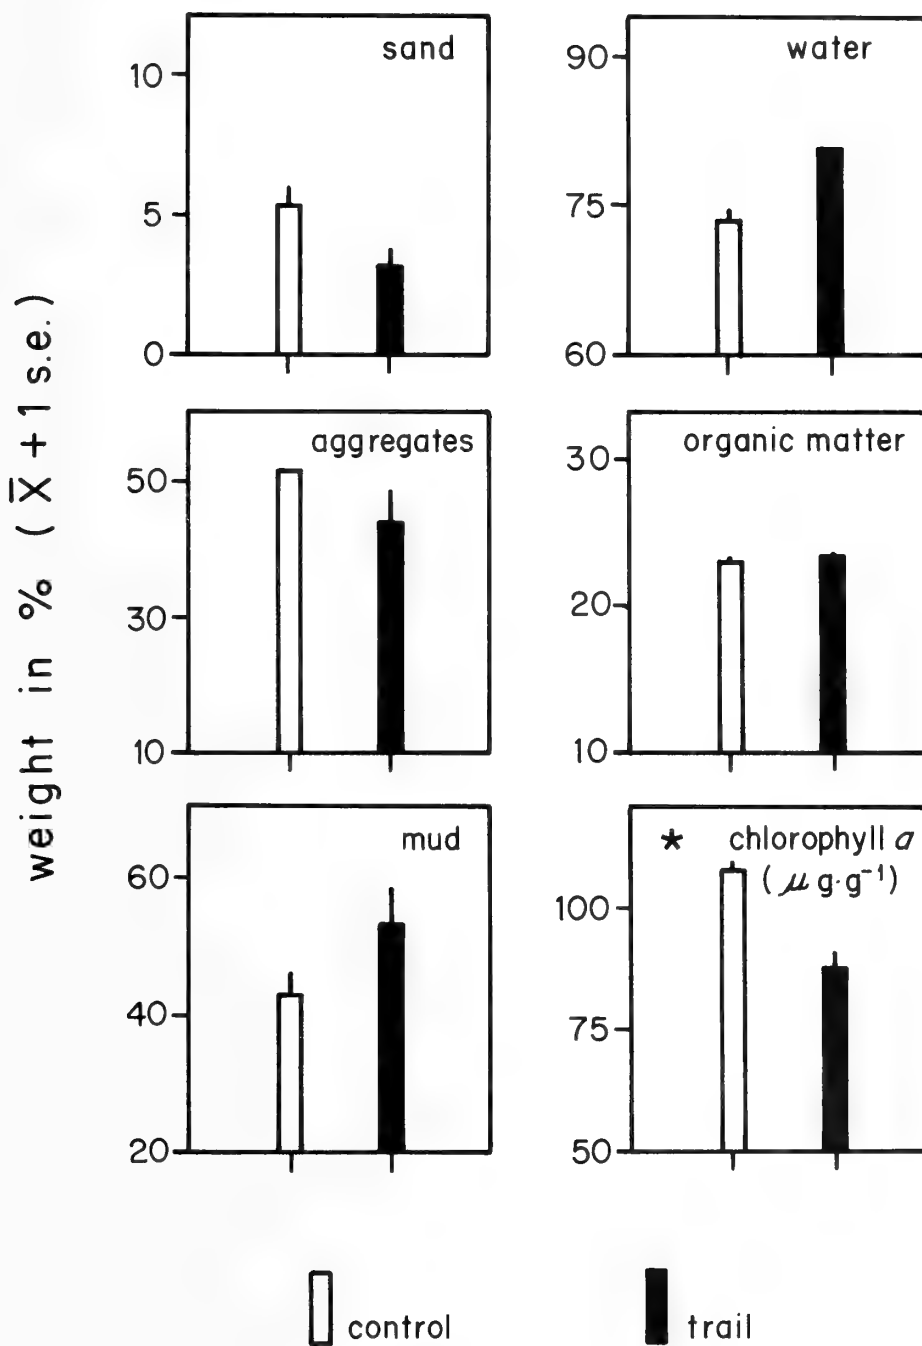 weight in % ( X̄ + 1 s.e.)
sand
10
5
0
water
90
75
60
aggregates
50
30
10
organic matter
30
20
10
mud
60
40
20
* chlorophyll a
(μg·g⁻¹)
100
75
50
control
trail